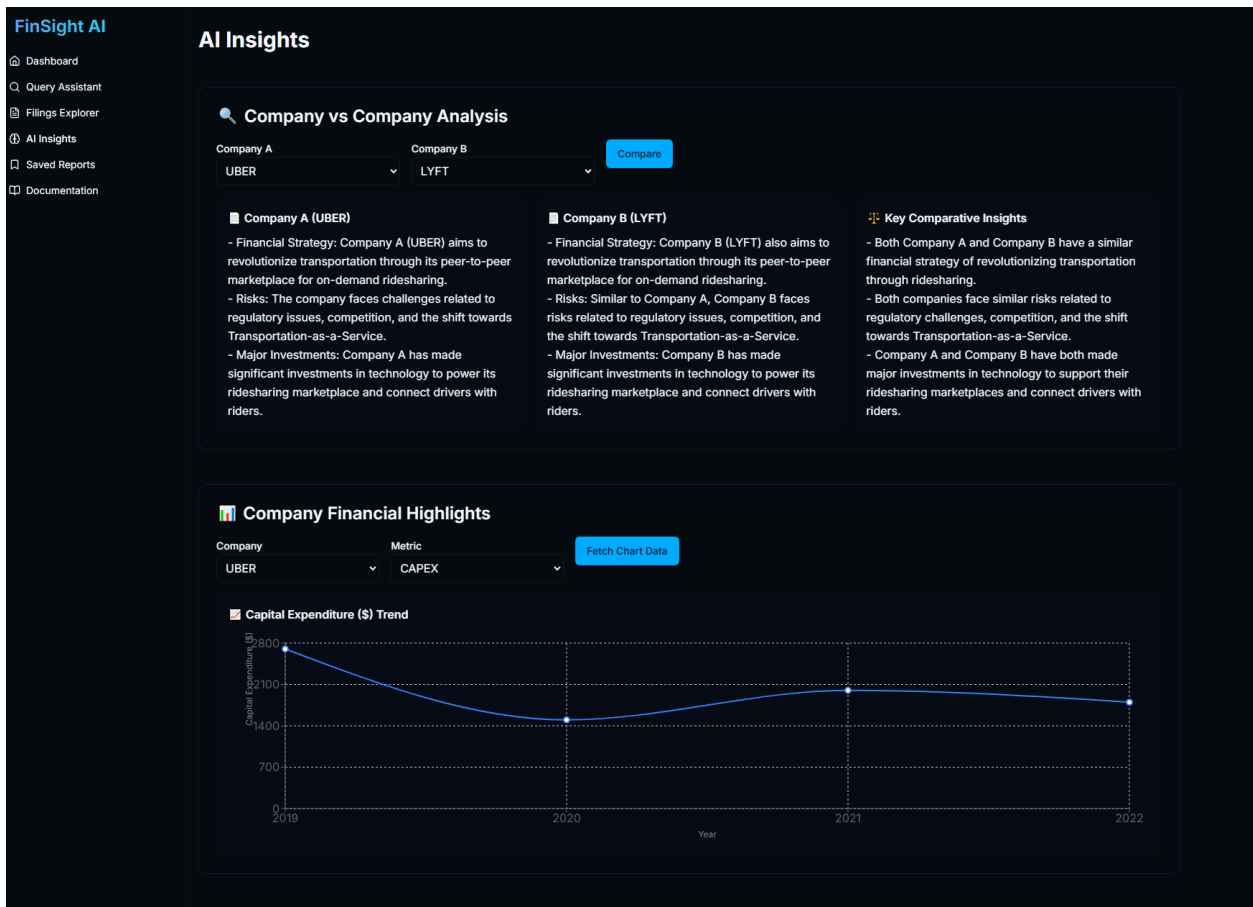 FinSight AI
Dashboard
Query Assistant
Filings Explorer
AI Insights
Saved Reports
Documentation
AI Insights
Company vs Company Analysis
Company A
Company B
UBER
LYFT
Compare
Company A (UBER)
- Financial Strategy: Company A (UBER) aims to
revolutionize transportation through its peer-to-peer
marketplace for on-demand ridesharing.
- Risks: The company faces challenges related to
regulatory issues, competition, and the shift towards
Transportation-as-a-Service.
- Major Investments: Company A has made
significant investments in technology to power its
ridesharing marketplace and connect drivers with
riders.
Company B (LYFT)
- Financial Strategy: Company B (LYFT) also aims to
revolutionize transportation through its peer-to-peer
marketplace for on-demand ridesharing.
- Risks: Similar to Company A, Company B faces
risks related to regulatory issues, competition, and
the shift towards Transportation-as-a-Service.
- Major Investments: Company B has made
significant investments in technology to power its
ridesharing marketplace and connect drivers with
riders.
Key Comparative Insights
- Both Company A and Company B have a similar
financial strategy of revolutionizing transportation
through ridesharing.
- Both companies face similar risks related to
regulatory challenges, competition, and the shift
towards Transportation-as-a-Service.
- Company A and Company B have both made
major investments in technology to support their
ridesharing marketplaces and connect drivers with
riders.
Company Financial Highlights
Company
Metric
UBER
CAPEX
Fetch Chart Data
Capital Expenditure ($) Trend
Capital Expenditure ($)
2800
2100
1400
700
0
2019
2020
2021
2022
Year